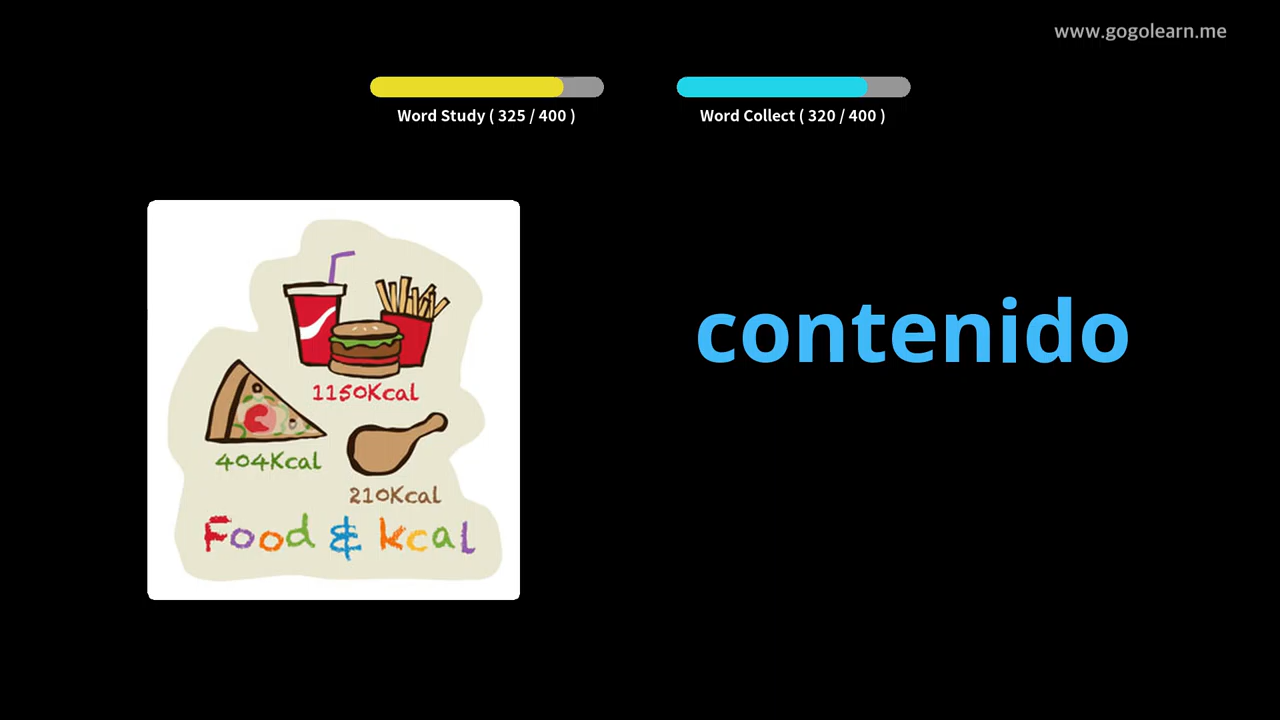 www.gogolearn.me
Word Study ( 325 / 400 )
Word Collect ( 320 / 400 )
contenido
1150Kcal
404Kcal
210Kcal
Food & kcal